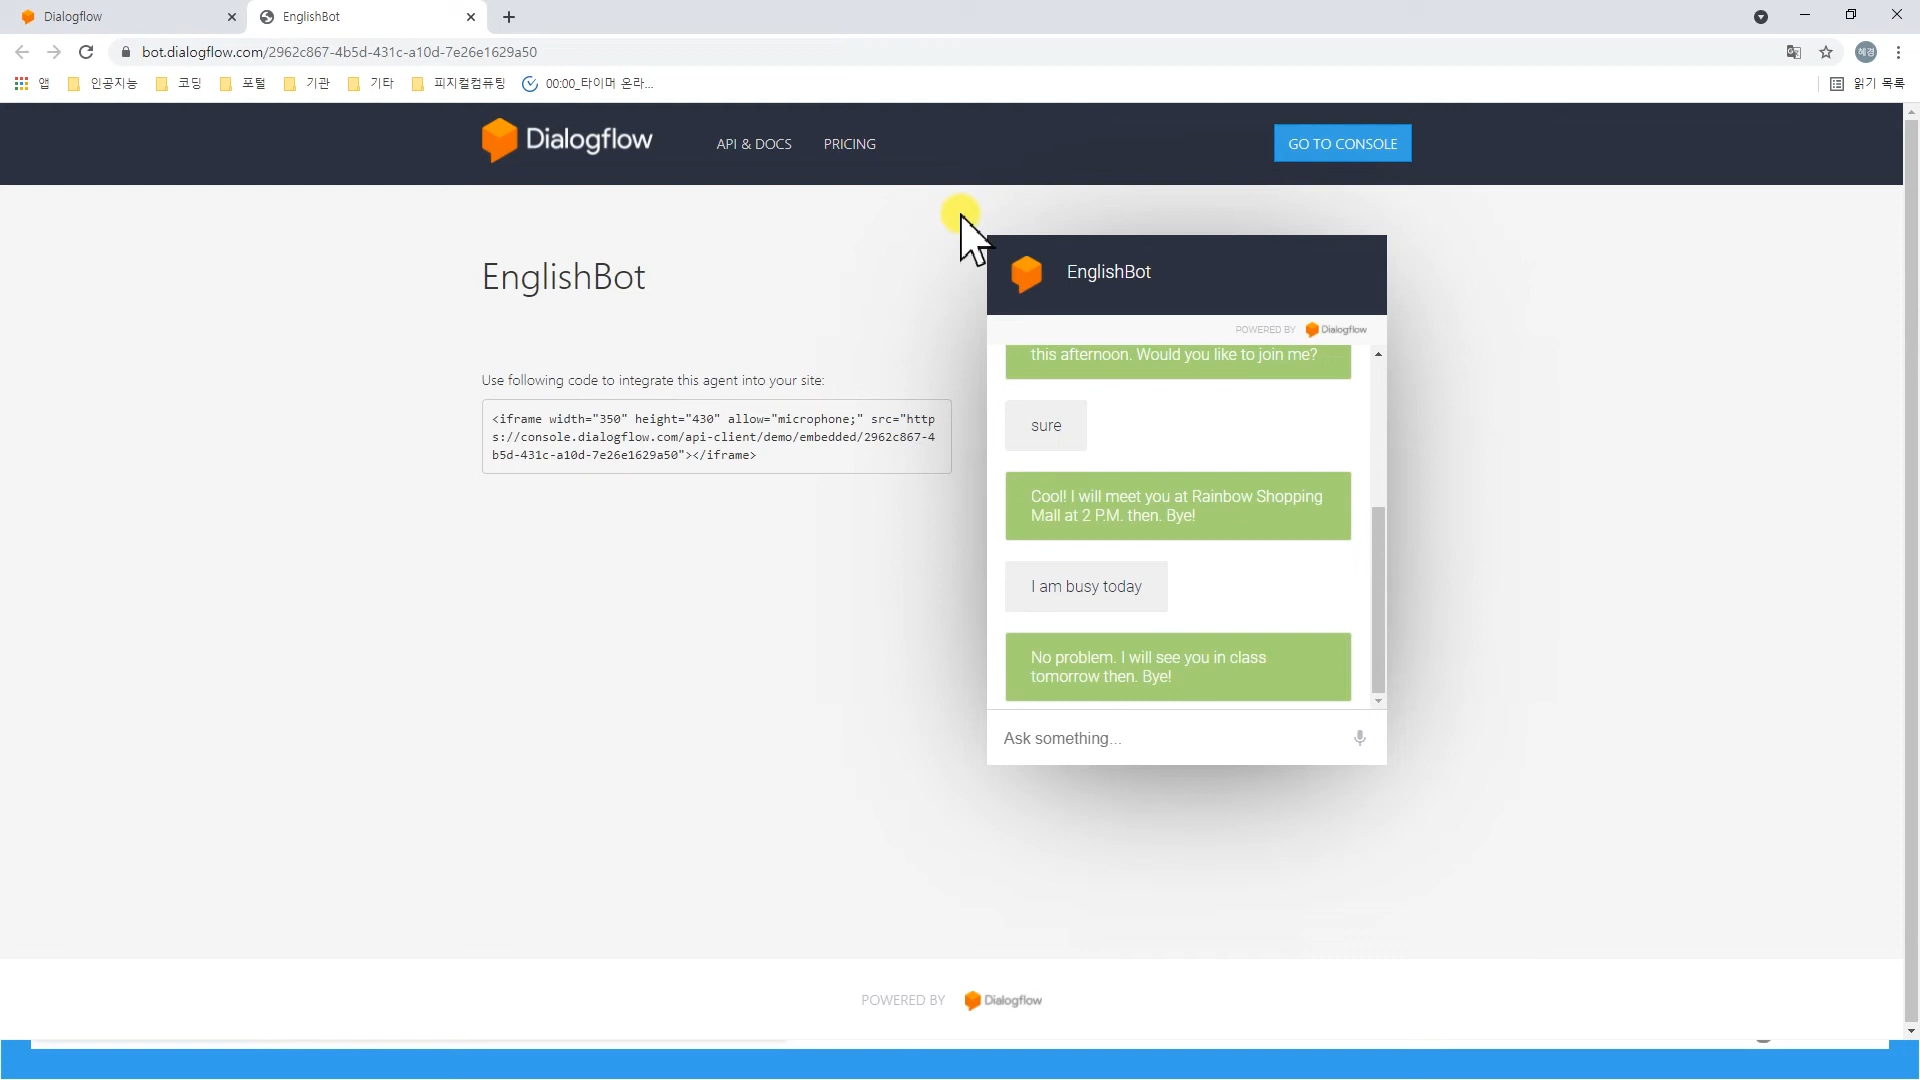 Dialogflow
EnglishBot
bot.dialogflow.com/2962c867-4b5d-431c-a10d-7e26e1629a50
혜경
앱
인공지능
코딩
포털
기관
기타
피지컬컴퓨팅
00:00_타이머 온라...
읽기 목록
Dialogflow
API & DOCS
PRICING
GO TO CONSOLE
EnglishBot
Use following code to integrate this agent into your site:
<iframe width="350" height="430" allow="microphone;" src="http
s://console.dialogflow.com/api-client/demo/embedded/2962c867-4
b5d-431c-a10d-7e26e1629a50"></iframe>
EnglishBot
POWERED BY Dialogflow
this afternoon. Would you like to join me?
sure
Cool! I will meet you at Rainbow Shopping
Mall at 2 P.M. then. Bye!
I am busy today
No problem. I will see you in class
tomorrow then. Bye!
Ask something...
POWERED BY Dialogflow